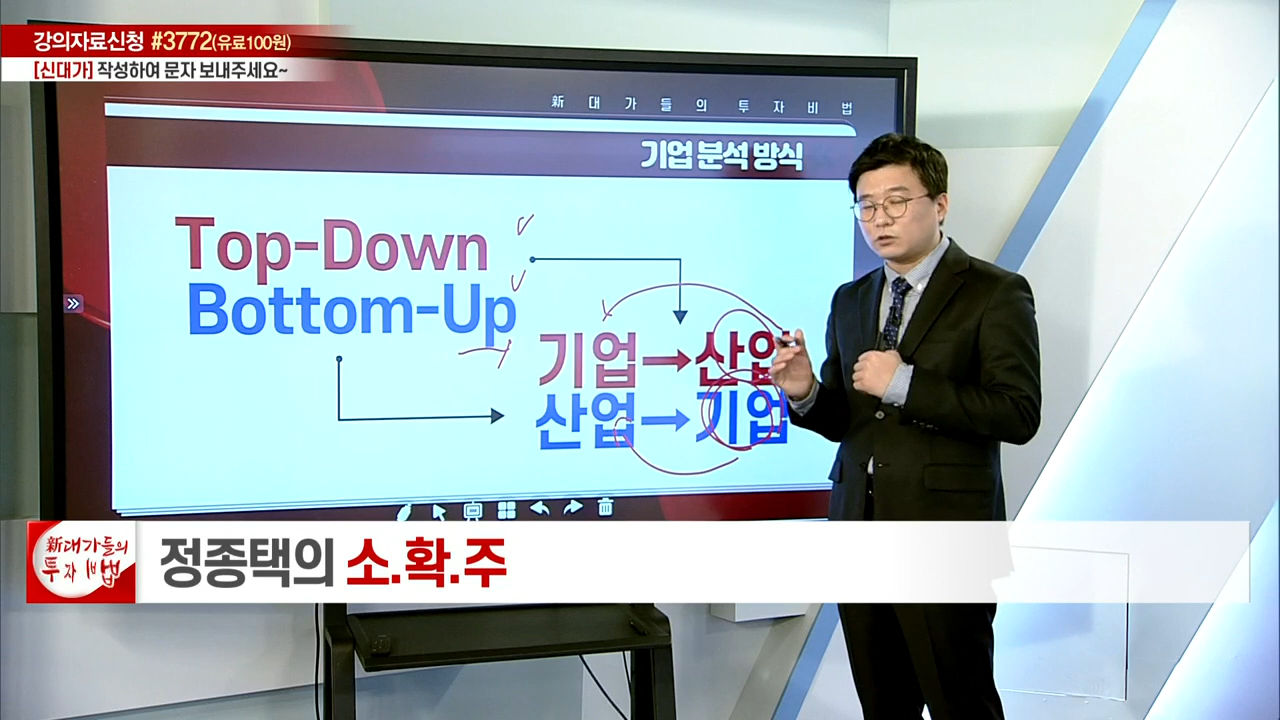 강의자료신청 #3772(유료100원)
[신대가] 작성하여 문자 보내주세요~
新대가들의 투자비법
기업 분석 방식
Top-Down
Bottom-Up
기업→산업
산업→기업
新대가들의
투자비법
정종택의 소.확.주